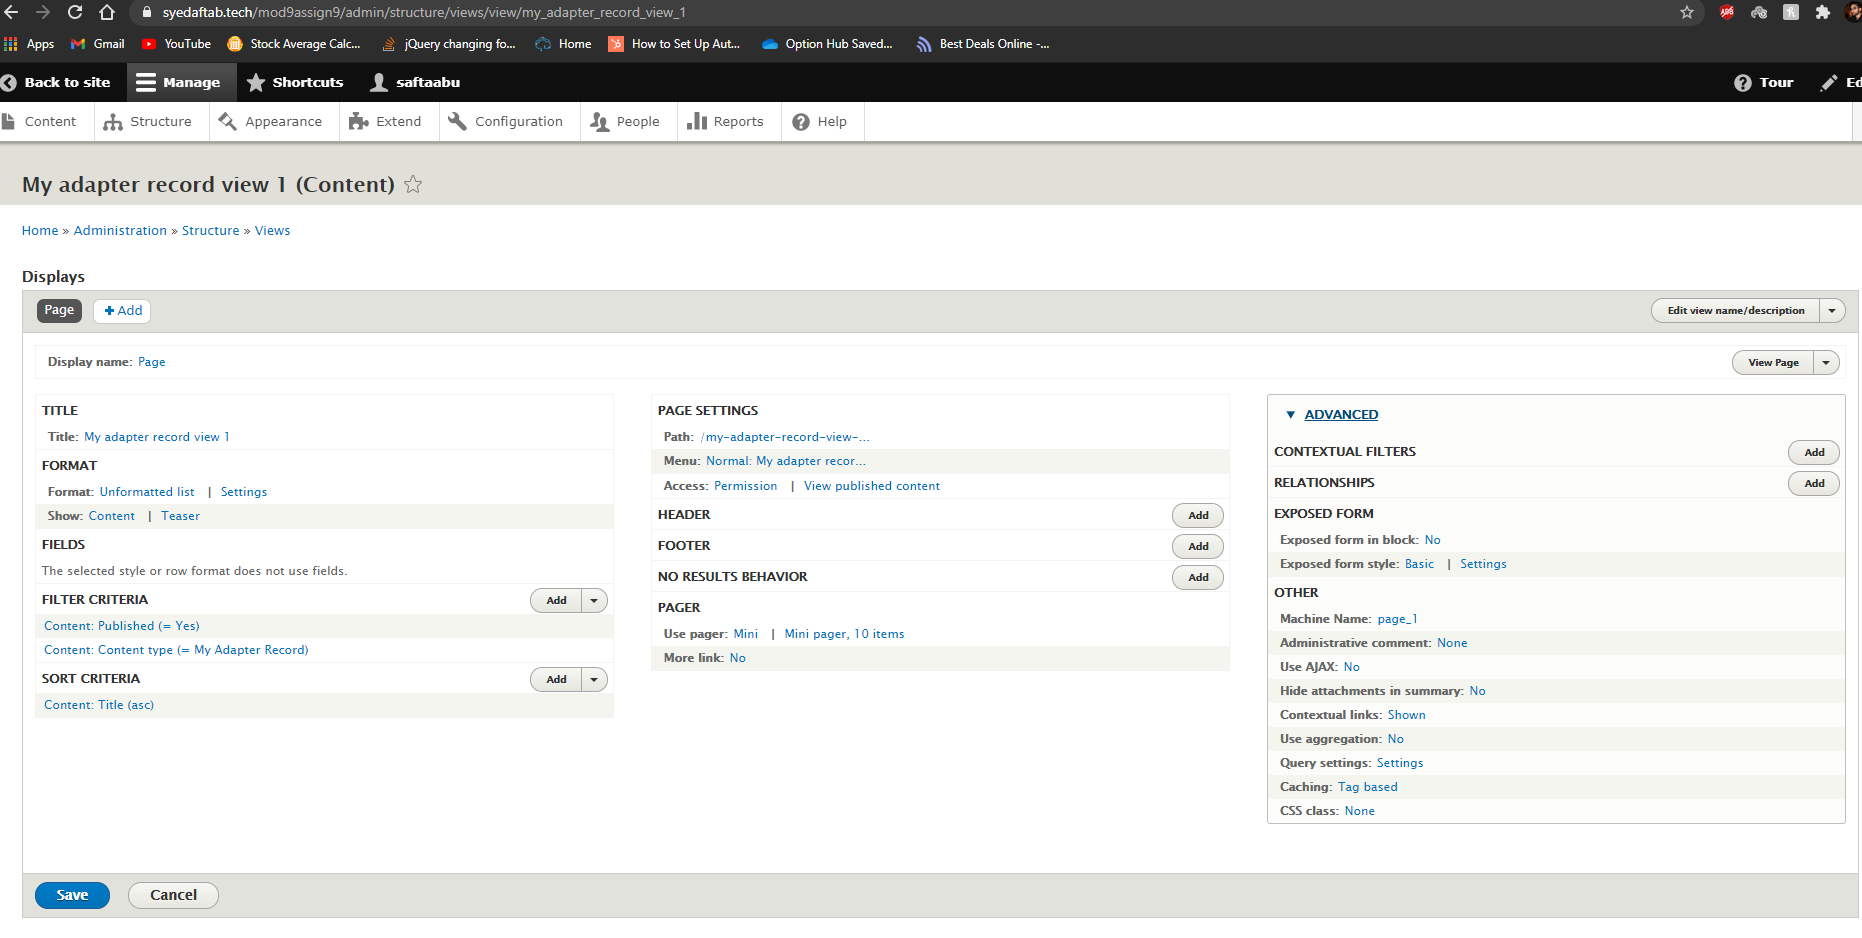 syedaftab.tech/mod9assign9/admin/structure/views/view/my_adapter_record_view_1
Apps Gmail YouTube Stock Average Calc... jQuery changing fo... Home How to Set Up Aut... Option Hub Saved... Best Deals Online -...
Back to site Manage Shortcuts saftaabu Tour Ed
Content Structure Appearance Extend Configuration People Reports Help
My adapter record view 1 (Content)
Home » Administration » Structure » Views
Displays
Page + Add Edit view name/description
Display name: Page View Page
TITLE
Title: My adapter record view 1
FORMAT
Format: Unformatted list | Settings
Show: Content | Teaser
FIELDS
The selected style or row format does not use fields.
FILTER CRITERIA Add
Content: Published (= Yes)
Content: Content type (= My Adapter Record)
SORT CRITERIA Add
Content: Title (asc)
PAGE SETTINGS
Path: /my-adapter-record-view-...
Menu: Normal: My adapter recor...
Access: Permission | View published content
HEADER Add
FOOTER Add
NO RESULTS BEHAVIOR Add
PAGER
Use pager: Mini | Mini pager, 10 items
More link: No
ADVANCED
CONTEXTUAL FILTERS Add
RELATIONSHIPS Add
EXPOSED FORM
Exposed form in block: No
Exposed form style: Basic | Settings
OTHER
Machine Name: page_1
Administrative comment: None
Use AJAX: No
Hide attachments in summary: No
Contextual links: Shown
Use aggregation: No
Query settings: Settings
Caching: Tag based
CSS class: None
Save Cancel